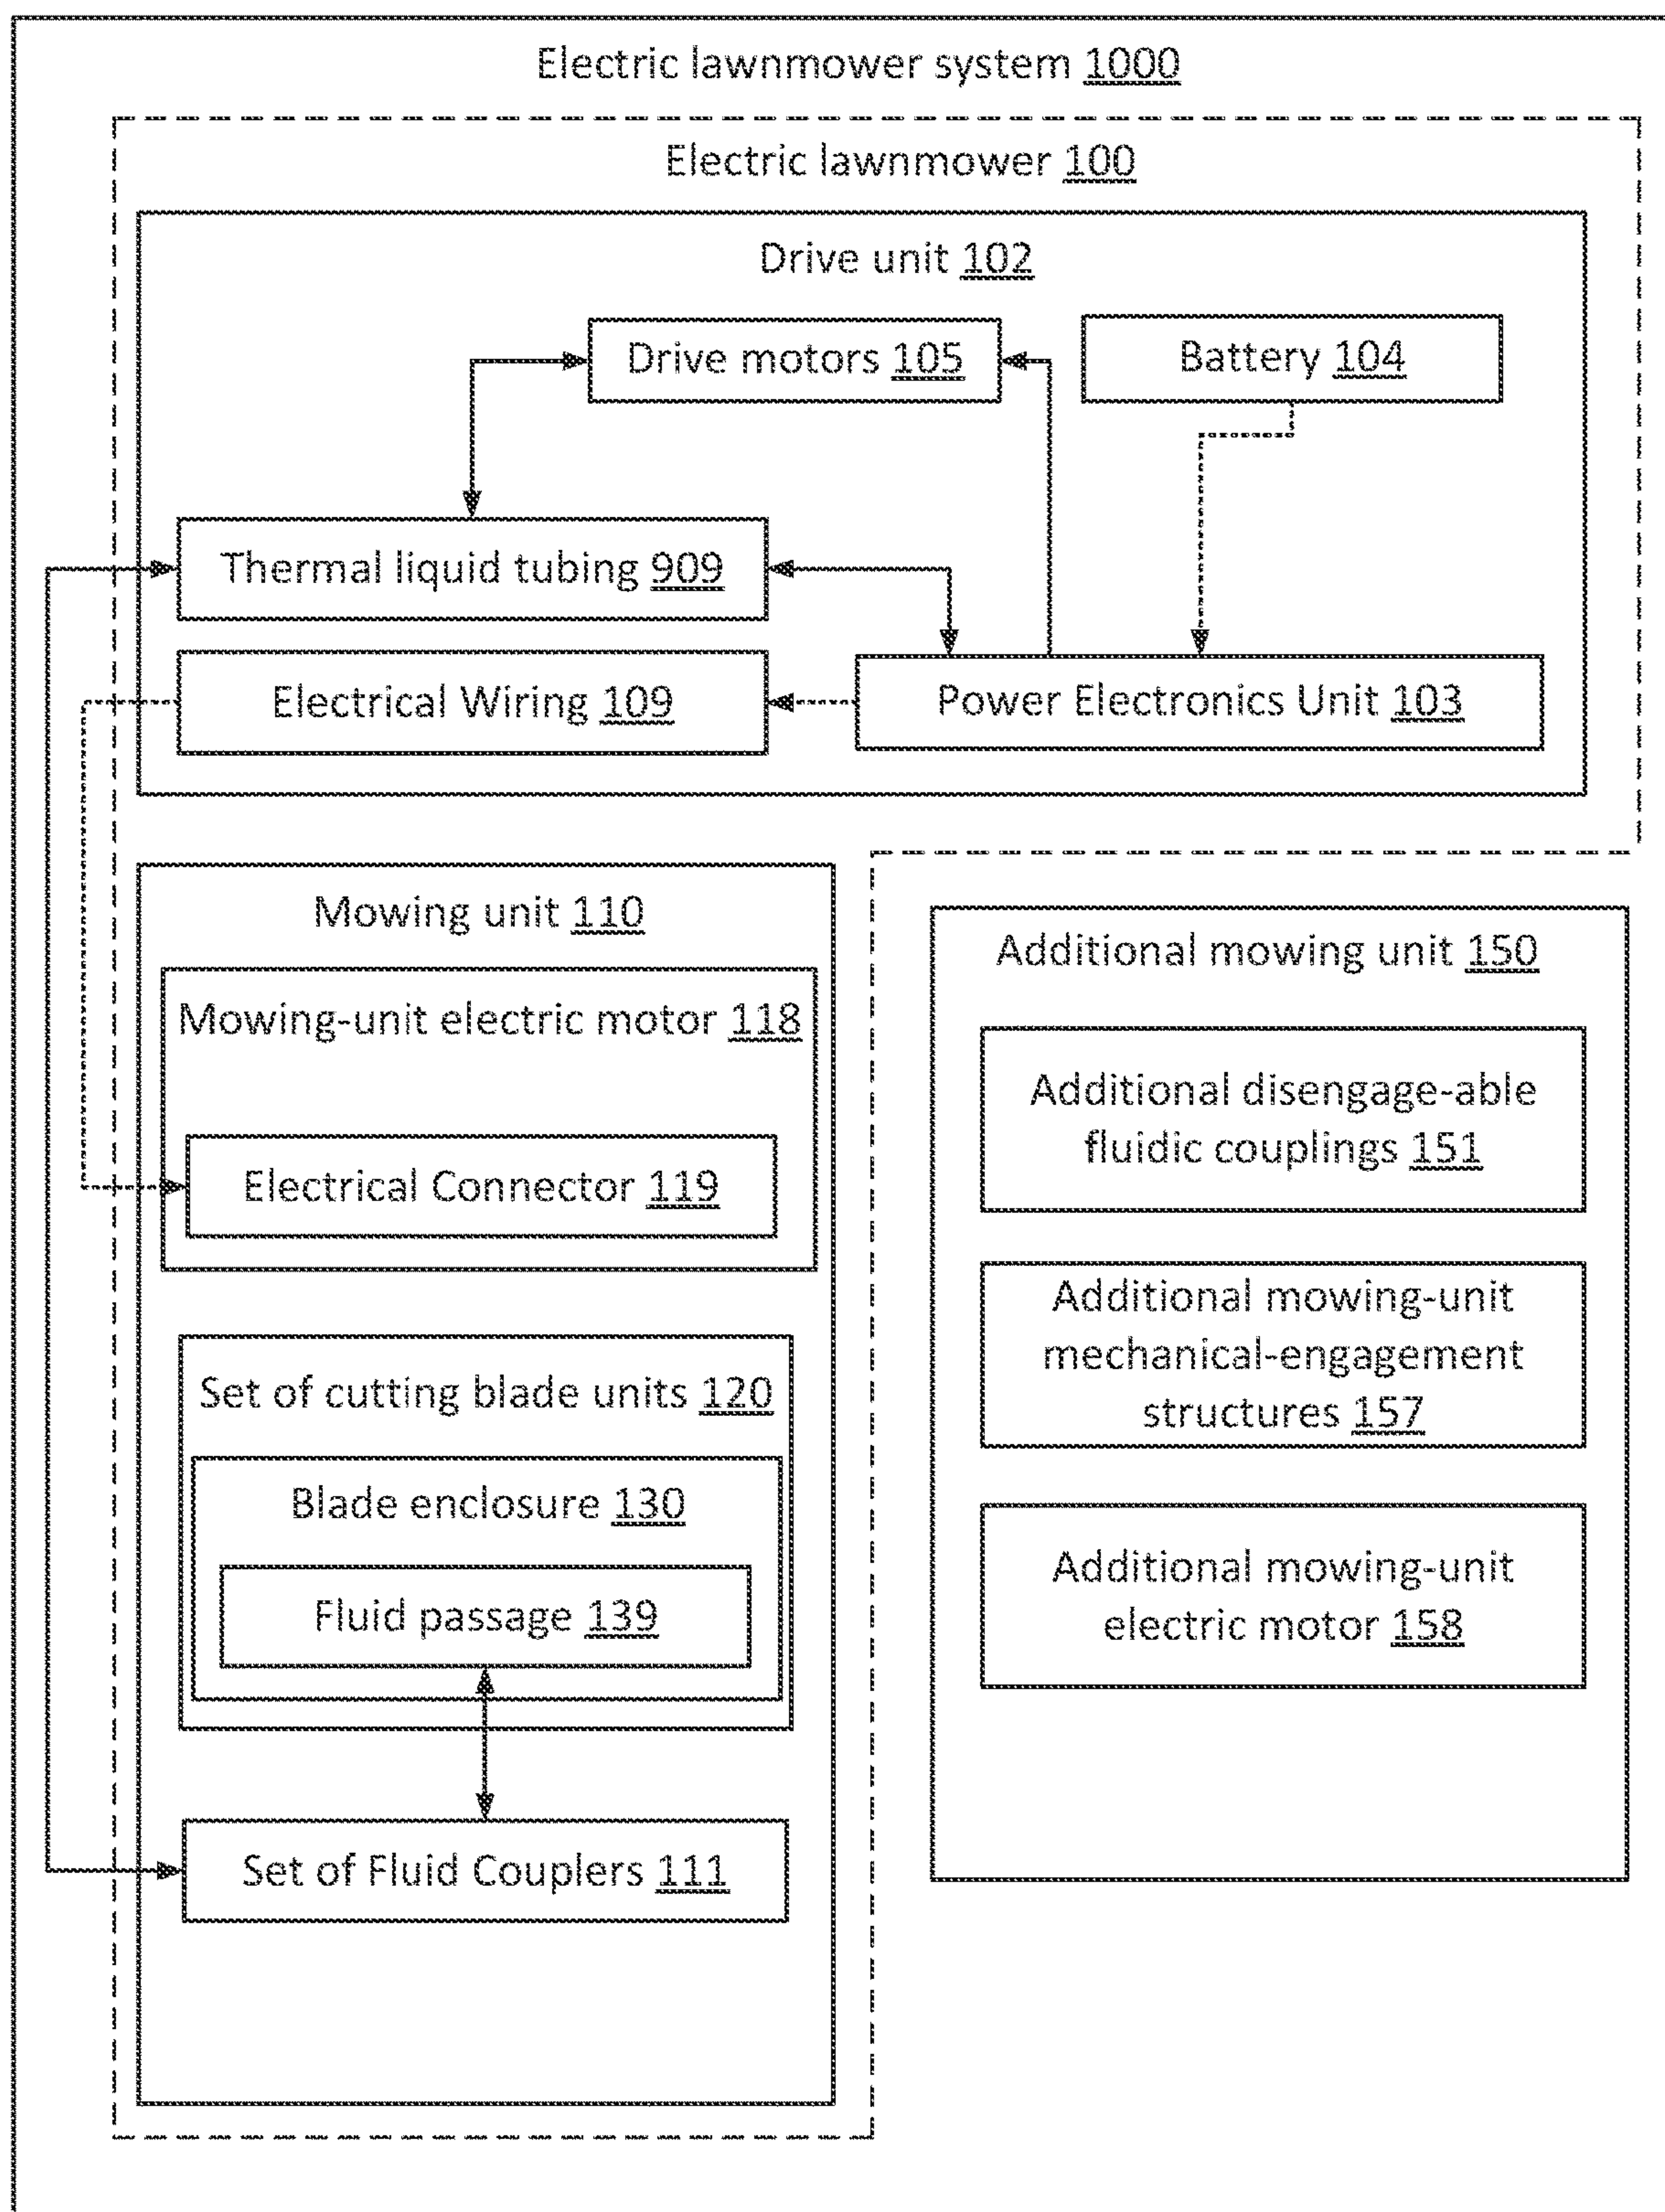 Electric lawnmower system 1000
Electric lawnmower 100
Drive unit 102
Drive motors 105
Battery 104
Thermal liquid tubing 909
Electrical Wiring 109
Power Electronics Unit 103
Mowing unit 110
Mowing-unit electric motor 118
Electrical Connector 119
Set of cutting blade units 120
Blade enclosure 130
Fluid passage 139
Set of Fluid Couplers 111
Additional mowing unit 150
Additional disengage-able
fluidic couplings 151
Additional mowing-unit
mechanical-engagement
structures 157
Additional mowing-unit
electric motor 158